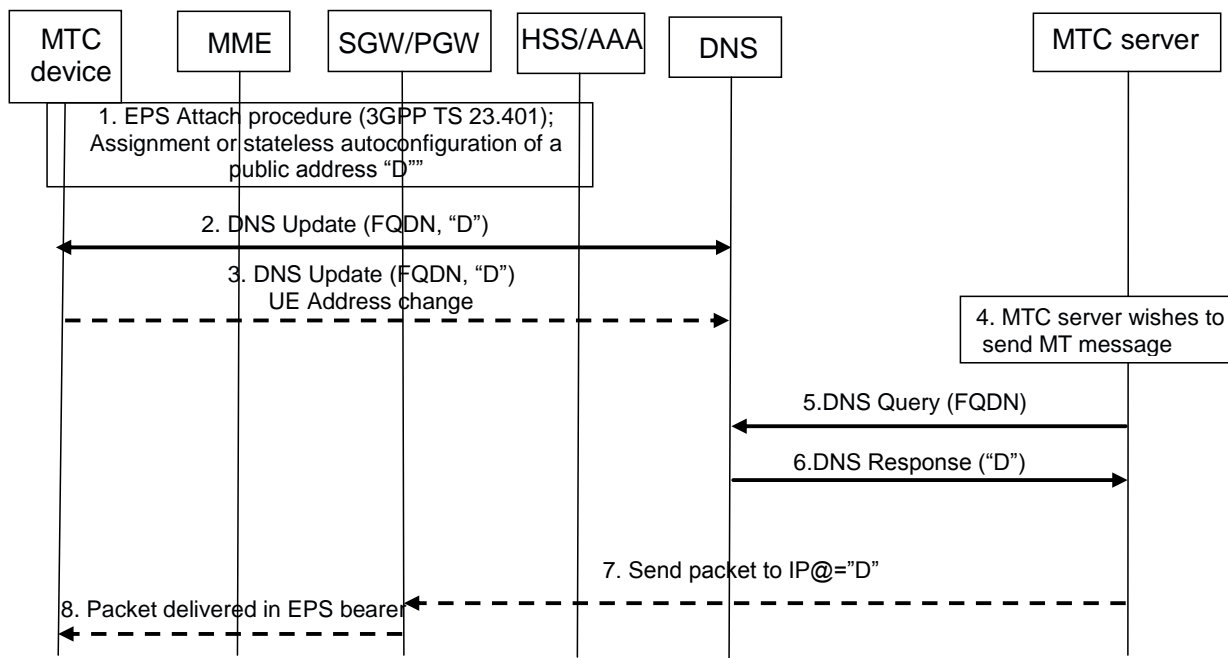 MTC
device
MME
SGW/PGW
HSS/AAA
DNS
MTC server
1. EPS Attach procedure (3GPP TS 23.401);
Assignment or stateless autoconfiguration of a
public address “D””
2. DNS Update (FQDN, “D”)
3. DNS Update (FQDN, “D”)
UE Address change
4. MTC server wishes to
send MT message
5.DNS Query (FQDN)
6.DNS Response (“D”)
7. Send packet to IP@=”D”
8. Packet delivered in EPS bearer